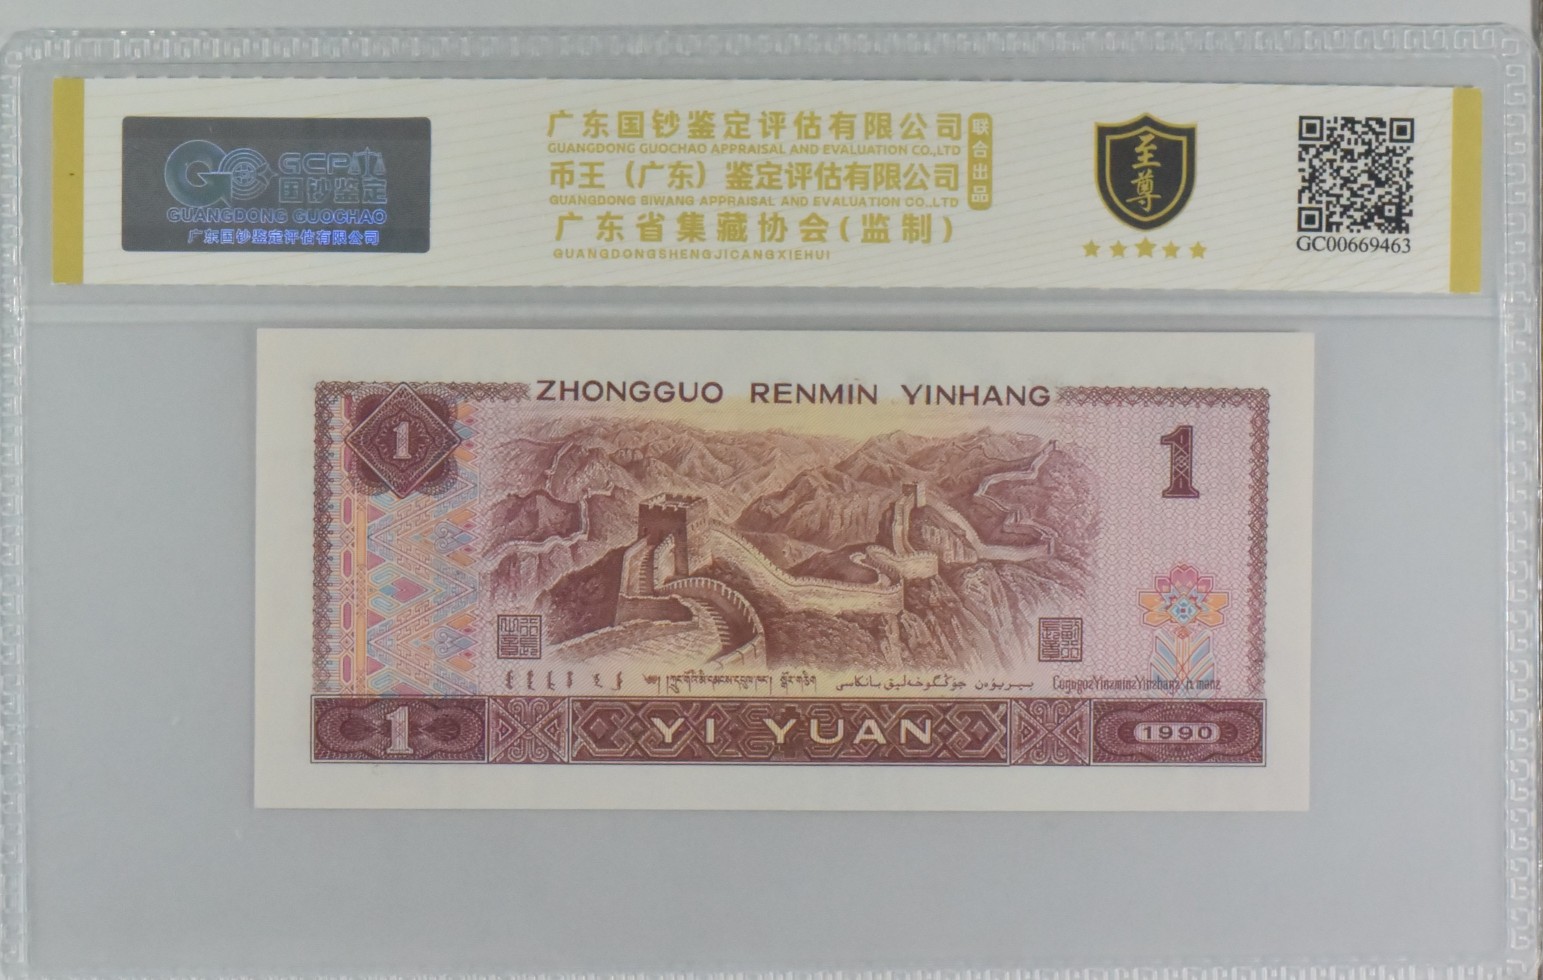 GCP
国钞鉴定
GUANGDONG GUOCHAO
广东国钞鉴定评估有限公司
广东国钞鉴定评估有限公司
GUANGDONG GUOCHAO APPRAISAL AND EVALUATION CO.,LTD
币王（广东）鉴定评估有限公司
GUANGDONG BIWANG APPRAISAL AND EVALUATION CO.,LTD
广东省集藏协会(监制)
GUANGDONGSHENGJICANGXIEHUI
联合出品
至尊
GC00669463
ZHONGGUO RENMIN YINHANG
1
1
1
YI YUAN
1990